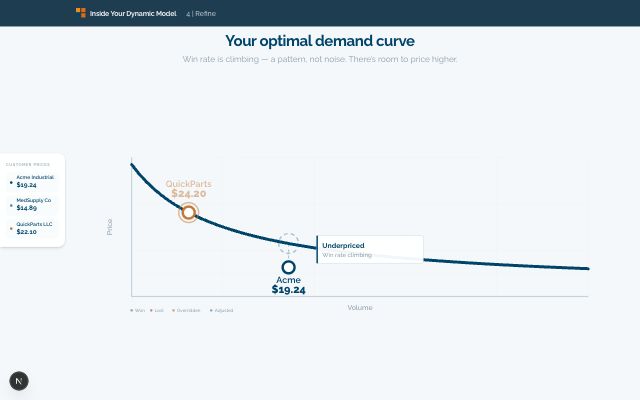 Inside Your Dynamic Model 4 | Refine
Your optimal demand curve
Win rate is climbing — a pattern, not noise. There's room to price higher.
CUSTOMER PRICES
Acme Industrial
$19.24
MedSupply Co
$14.89
QuickParts LLC
$22.10
QuickParts
$24.20
Underpriced
Win rate climbing
Acme
$19.24
Price
Volume
Won Lost Overridden Adjusted
N